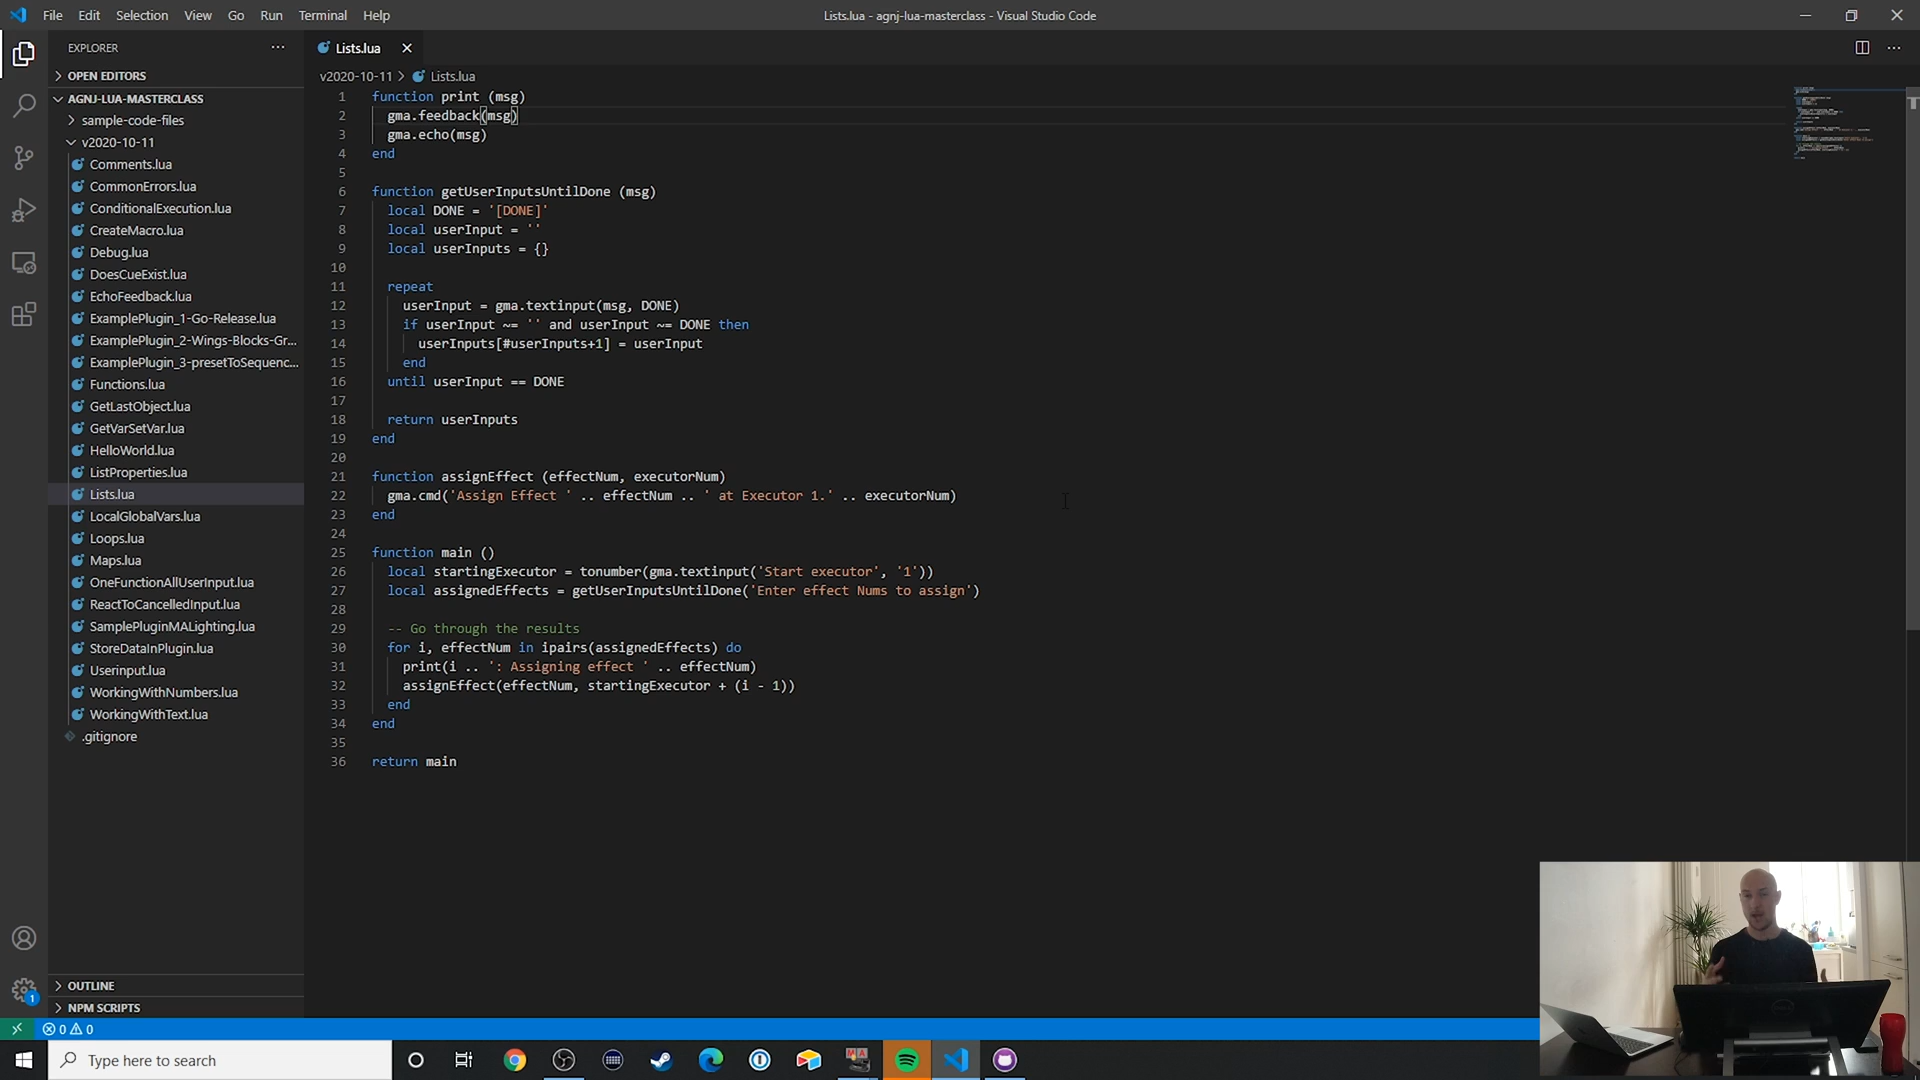 File Edit Selection View Go Run Terminal Help
Lists.lua - agnj-lua-masterclass - Visual Studio Code
EXPLORER
OPEN EDITORS
AGNJ-LUA-MASTERCLASS
sample-code-files
v2020-10-11
Comments.lua
CommonErrors.lua
ConditionalExecution.lua
CreateMacro.lua
Debug.lua
DoesCueExist.lua
EchoFeedback.lua
ExamplePlugin_1-Go-Release.lua
ExamplePlugin_2-Wings-Blocks-Gr...
ExamplePlugin_3-presetToSequenc...
Functions.lua
GetLastObject.lua
GetVarSetVar.lua
HelloWorld.lua
ListProperties.lua
Lists.lua
LocalGlobalVars.lua
Loops.lua
Maps.lua
OneFunctionAllUserInput.lua
ReactToCancelledInput.lua
SamplePluginMALighting.lua
StoreDataInPlugin.lua
Userinput.lua
WorkingWithNumbers.lua
WorkingWithText.lua
.gitignore
OUTLINE
NPM SCRIPTS
Lists.lua
v2020-10-11 > Lists.lua
1 function print (msg)
2 gma.feedback(msg)
3 gma.echo(msg)
4 end
5
6 function getUserInputsUntilDone (msg)
7 local DONE = '[DONE]'
8 local userInput = ''
9 local userInputs = {}
10
11 repeat
12 userInput = gma.textinput(msg, DONE)
13 if userInput ~= '' and userInput ~= DONE then
14 userInputs[#userInputs+1] = userInput
15 end
16 until userInput == DONE
17
18 return userInputs
19 end
20
21 function assignEffect (effectNum, executorNum)
22 gma.cmd('Assign Effect ' .. effectNum .. ' at Executor 1.' .. executorNum)
23 end
24
25 function main ()
26 local startingExecutor = tonumber(gma.textinput('Start executor', '1'))
27 local assignedEffects = getUserInputsUntilDone('Enter effect Nums to assign')
28
29 -- Go through the results
30 for i, effectNum in ipairs(assignedEffects) do
31 print(i .. ': Assigning effect ' .. effectNum)
32 assignEffect(effectNum, startingExecutor + (i - 1))
33 end
34 end
35
36 return main
1
0 0
Type here to search